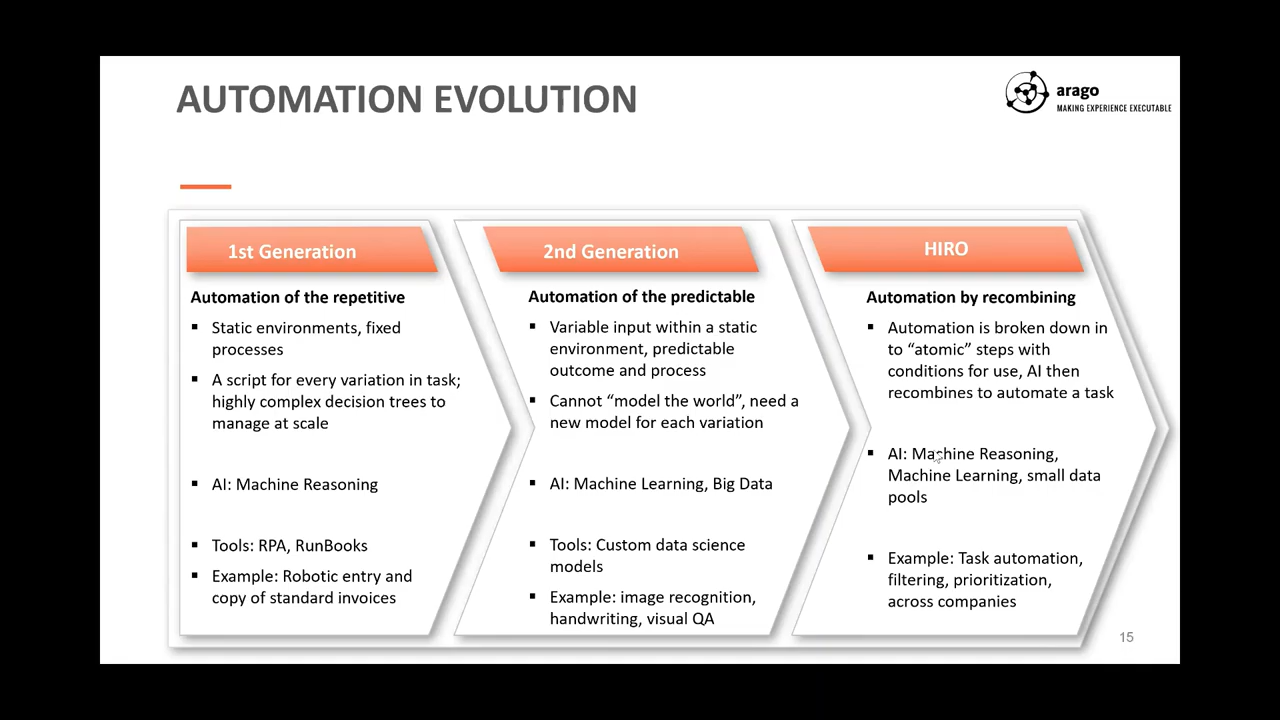 AUTOMATION EVOLUTION
arago
MAKING EXPERIENCE EXECUTABLE
1st Generation
Automation of the repetitive
▪ Static environments, fixed
processes
▪ A script for every variation in task;
highly complex decision trees to
manage at scale
▪ AI: Machine Reasoning
▪ Tools: RPA, RunBooks
▪ Example: Robotic entry and
copy of standard invoices
2nd Generation
Automation of the predictable
▪ Variable input within a static
environment, predictable
outcome and process
▪ Cannot “model the world”, need a
new model for each variation
▪ AI: Machine Learning, Big Data
▪ Tools: Custom data science
models
▪ Example: image recognition,
handwriting, visual QA
HIRO
Automation by recombining
▪ Automation is broken down in
to “atomic” steps with
conditions for use, AI then
recombines to automate a task
▪ AI: Machine Reasoning,
Machine Learning, small data
pools
▪ Example: Task automation,
filtering, prioritization,
across companies
15